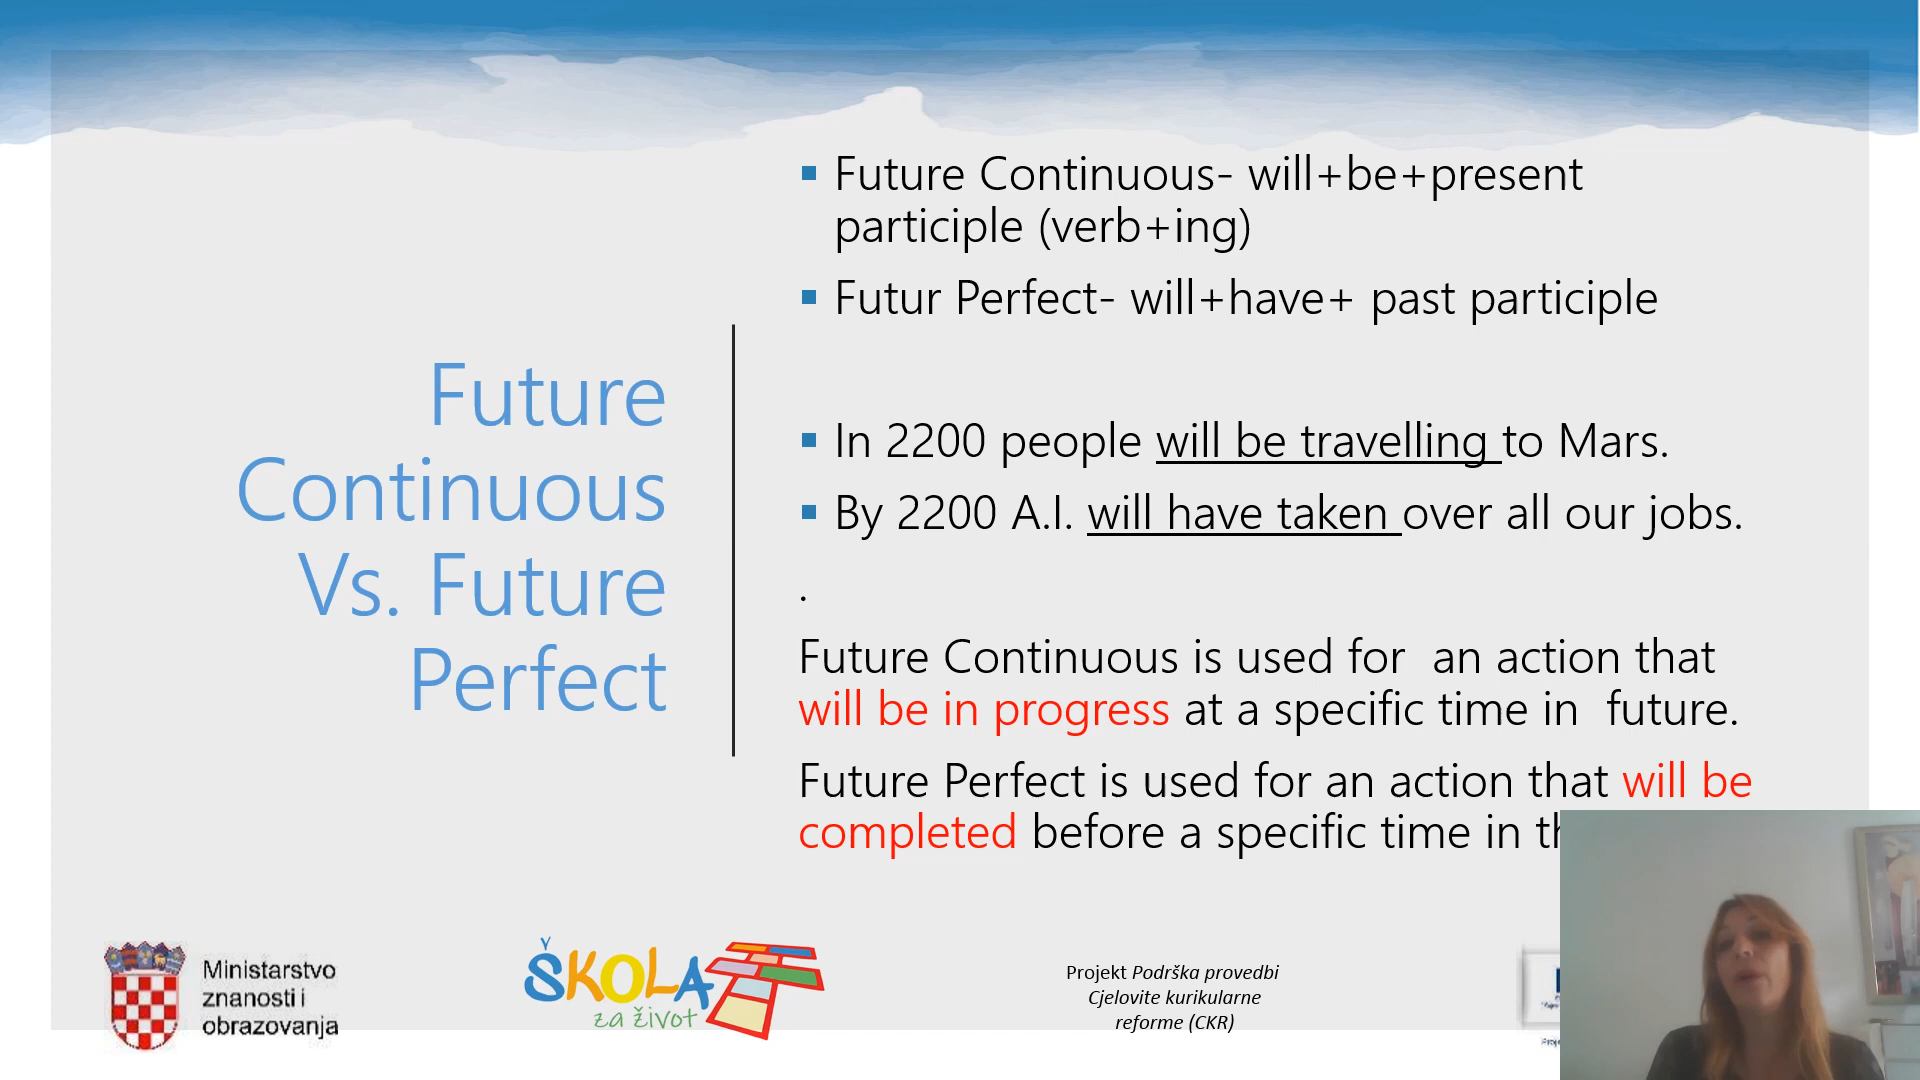 Future
Continuous
Vs. Future
Perfect
Future Continuous- will+be+present
participle (verb+ing)
Futur Perfect- will+have+ past participle
In 2200 people will be travelling to Mars.
By 2200 A.I. will have taken over all our jobs.
.
Future Continuous is used for an action that
will be in progress at a specific time in future.
Future Perfect is used for an action that will be
completed before a specific time in
Ministarstvo
znanosti i
obrazovanja
ŠKOLA
za život
Projekt Podrška provedbi
Cjelovite kurikularne
reforme (CKR)